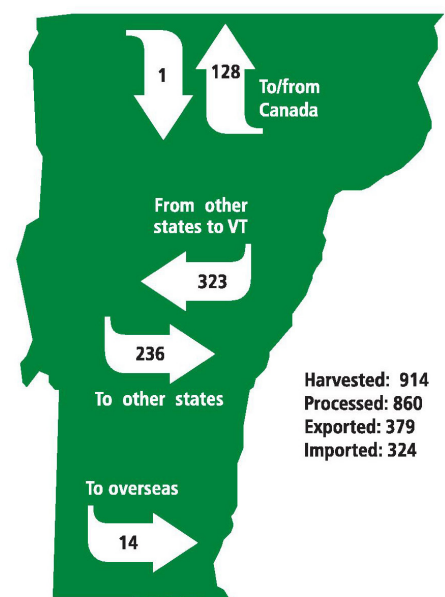 1
128
To/from
Canada
From other
states to VT
323
236
To other states
Harvested: 914
Processed: 860
Exported: 379
Imported: 324
To overseas
14